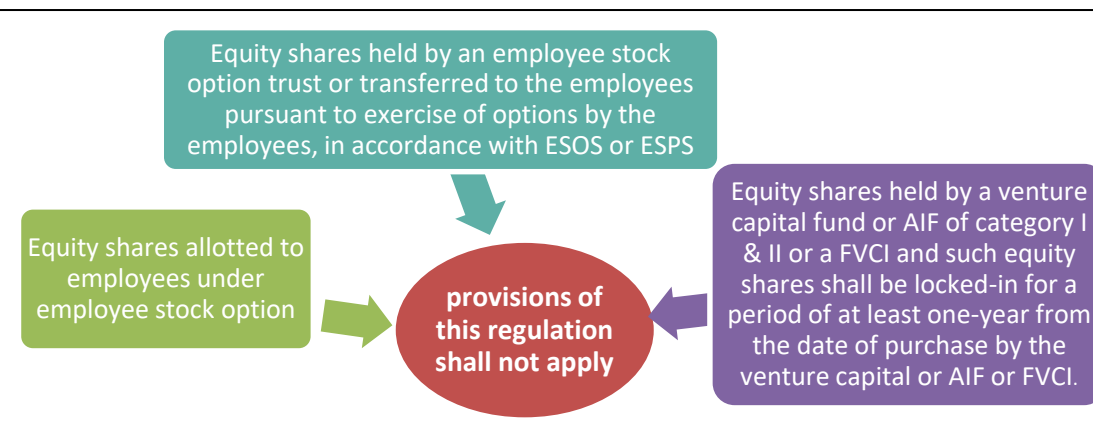 Equity shares held by an employee stock
option trust or transferred to the employees
pursuant to exercise of options by the
employees, in accordance with ESOS or ESPS
Equity shares allotted to
employees under
employee stock option
provisions of
this regulation
shall not apply
Equity shares held by a venture
capital fund or AIF of category I
& II or a FVCI and such equity
shares shall be locked-in for a
period of at least one-year from
the date of purchase by the
venture capital or AIF or FVCI.